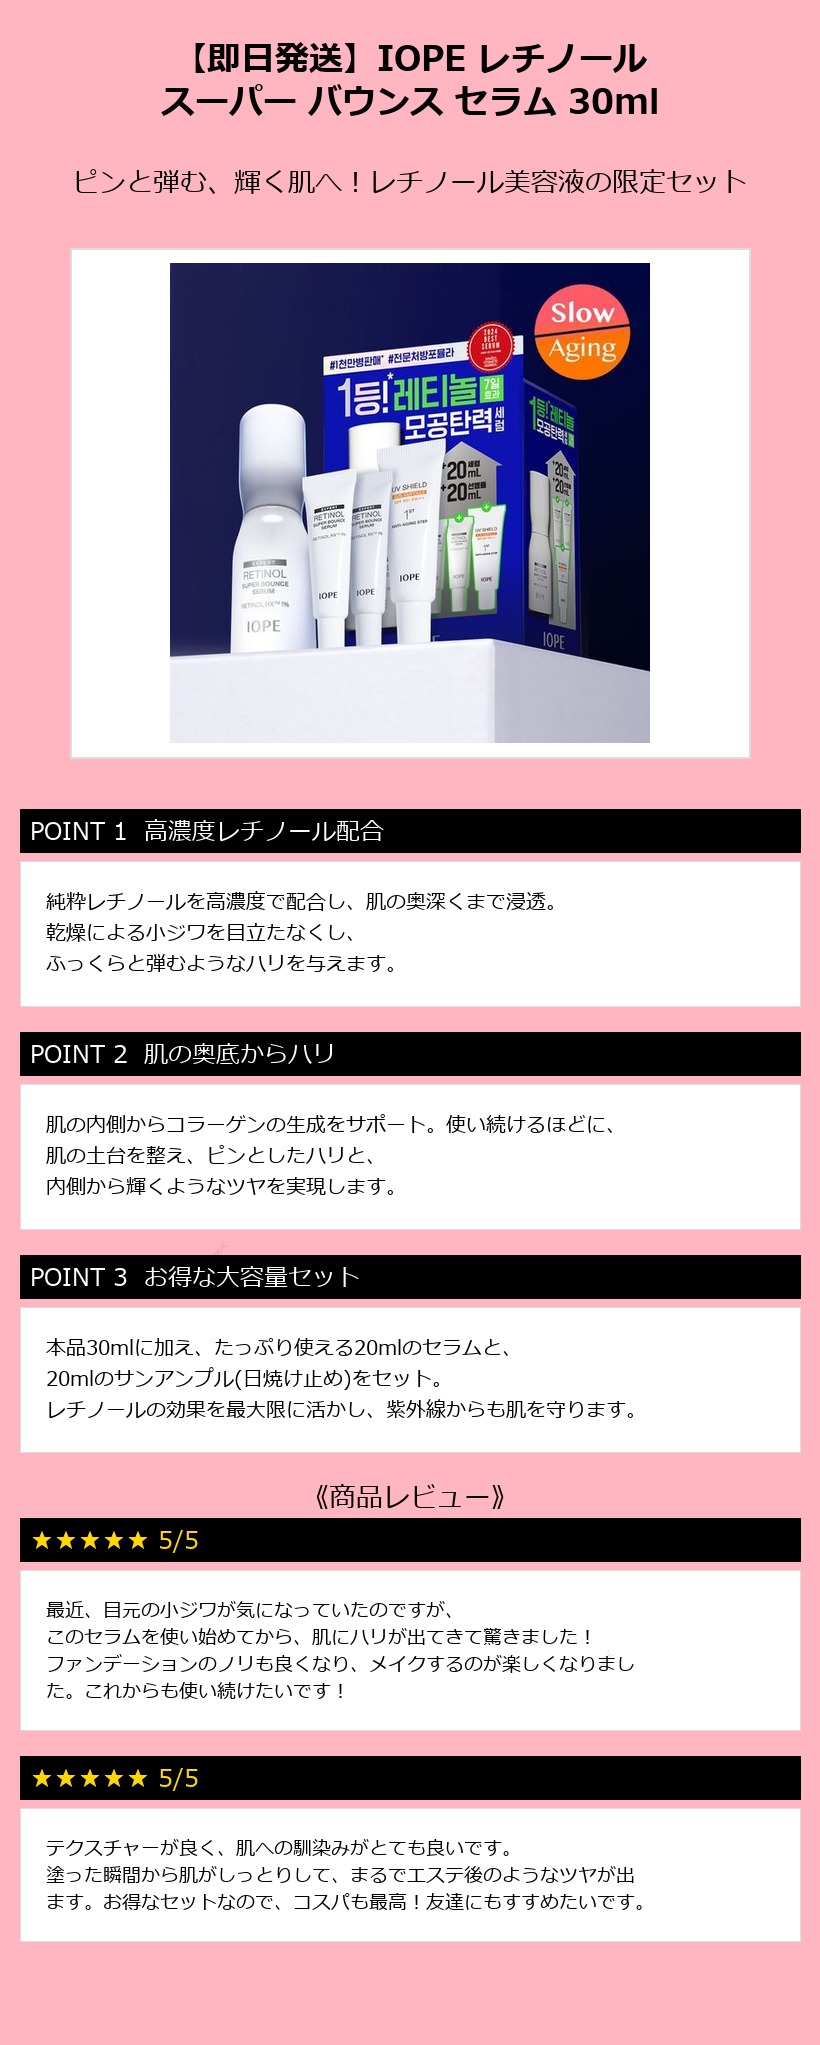 【即日発送】IOPE レチノール
スーパー バウンス セラム 30ml
ピンと弾む、輝く肌へ！レチノール美容液の限定セット
Slow
Aging
2024
BEST
SERUM
#1천만병판매* #전문처방포뮬라
1등!*레티놀
7일
효과
모공탄력
세럼
+20mL 세럼
+20mL 선앰플
1등!레티놀
모공탄력
EXPERT
RETINOL
SUPER BOUNCE
SERUM
RETINOL RX™ 1%
IOPE
EXPERT
RETINOL
SUPER BOUNCE
SERUM
IOPE
EXPERT
RETINOL
SUPER BOUNCE
SERUM
IOPE
UV SHIELD
SUN AMPOULE
1ST
ANTI-AGING STEP
IOPE
UV SHIELD
IOPE
POINT 1 高濃度レチノール配合
純粋レチノールを高濃度で配合し、肌の奥深くまで浸透。
乾燥による小ジワを目立たなくし、
ふっくらと弾むようなハリを与えます。
POINT 2 肌の奥底からハリ
肌の内側からコラーゲンの生成をサポート。使い続けるほどに、
肌の土台を整え、ピンとしたハリと、
内側から輝くようなツヤを実現します。
POINT 3 お得な大容量セット
本品30mlに加え、たっぷり使える20mlのセラムと、
20mlのサンアンプル(日焼け止め)をセット。
レチノールの効果を最大限に活かし、紫外線からも肌を守ります。
《商品レビュー》
★★★★★ 5/5
最近、目元の小ジワが気になっていたのですが、
このセラムを使い始めてから、肌にハリが出てきて驚きました！
ファンデーションのノリも良くなり、メイクするのが楽しくなりまし
た。これからも使い続けたいです！
★★★★★ 5/5
テクスチャーが良く、肌への馴染みがとても良いです。
塗った瞬間から肌がしっとりして、まるでエステ後のようなツヤが出
ます。お得なセットなので、コスパも最高！友達にもすすめたいです。